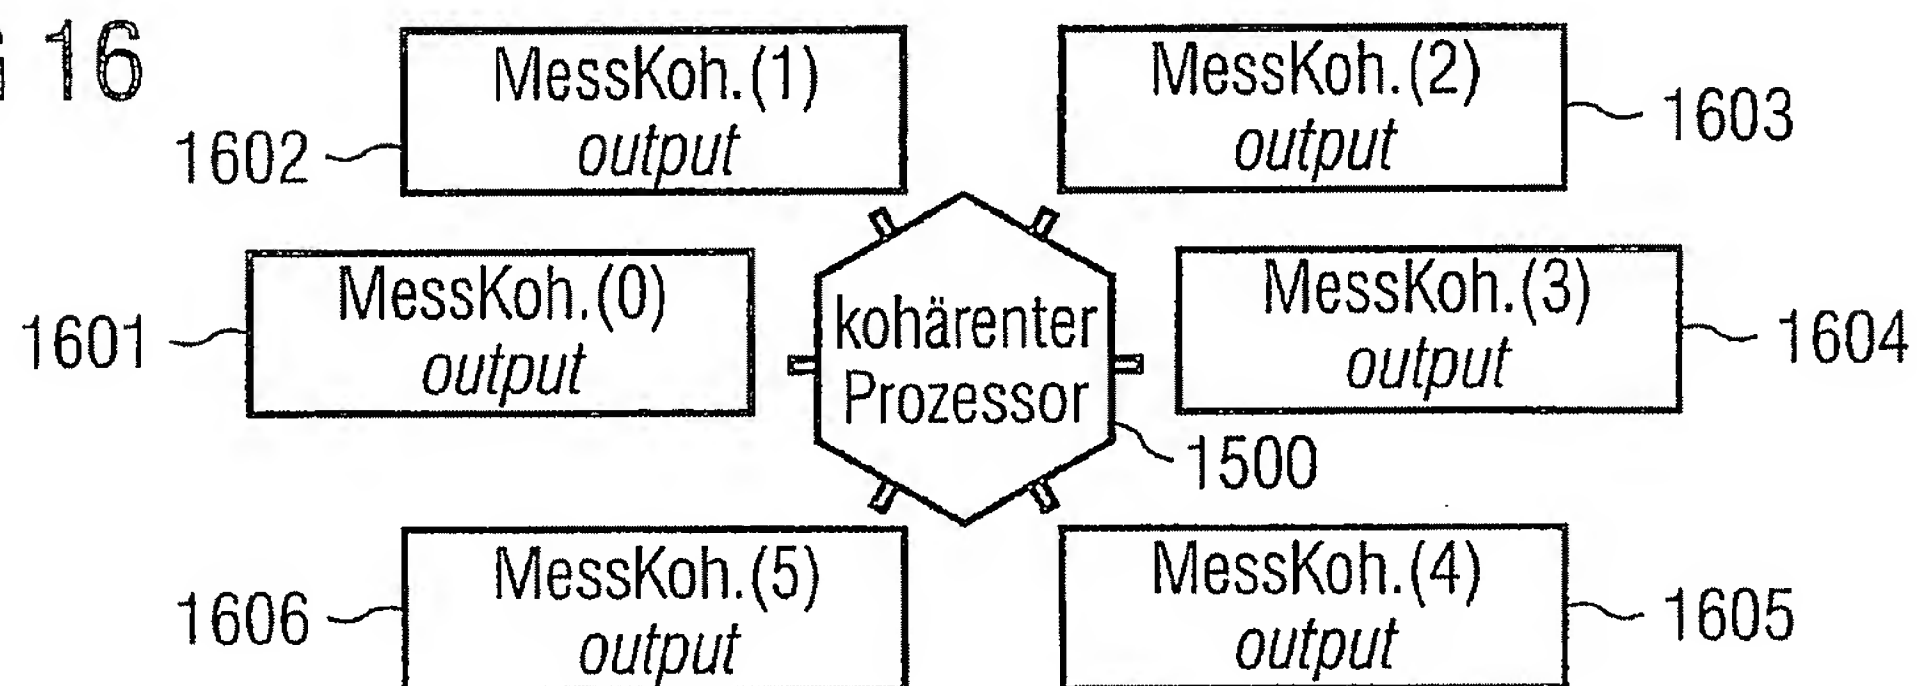 16
MessKoh.(1)
output
1602
MessKoh.(2)
output
1603
MessKoh.(0)
output
1601
kohärenter
Prozessor
1500
MessKoh.(3)
output
1604
MessKoh.(5)
output
1606
MessKoh.(4)
output
1605